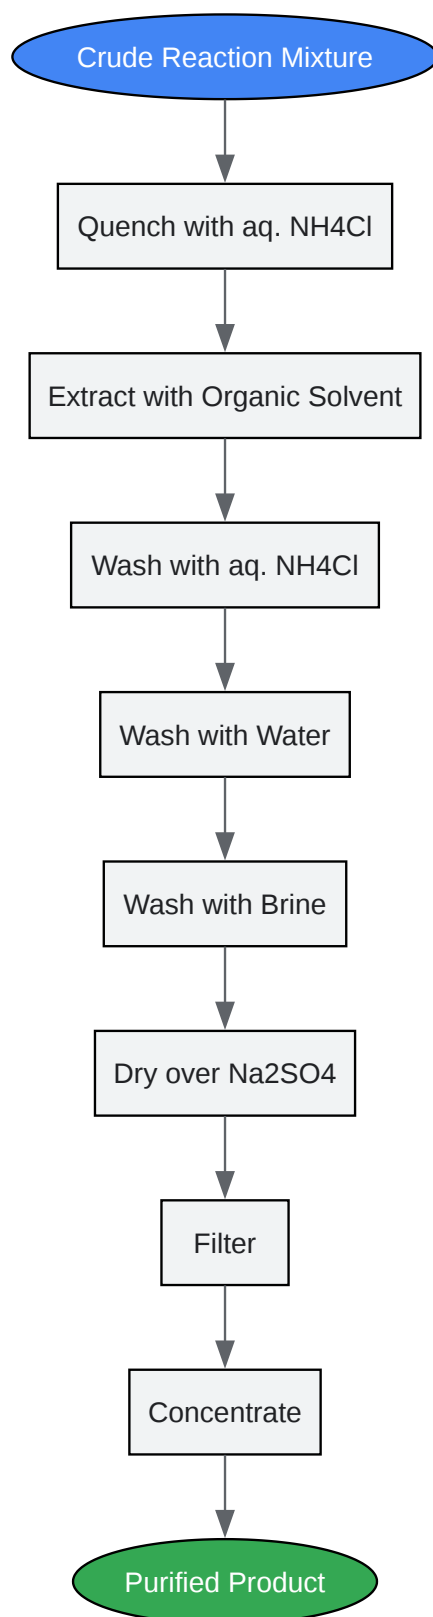 Crude Reaction Mixture
Quench with aq. NH4Cl
Extract with Organic Solvent
Wash with aq. NH4Cl
Wash with Water
Wash with Brine
Dry over Na2SO4
Filter
Concentrate
Purified Product